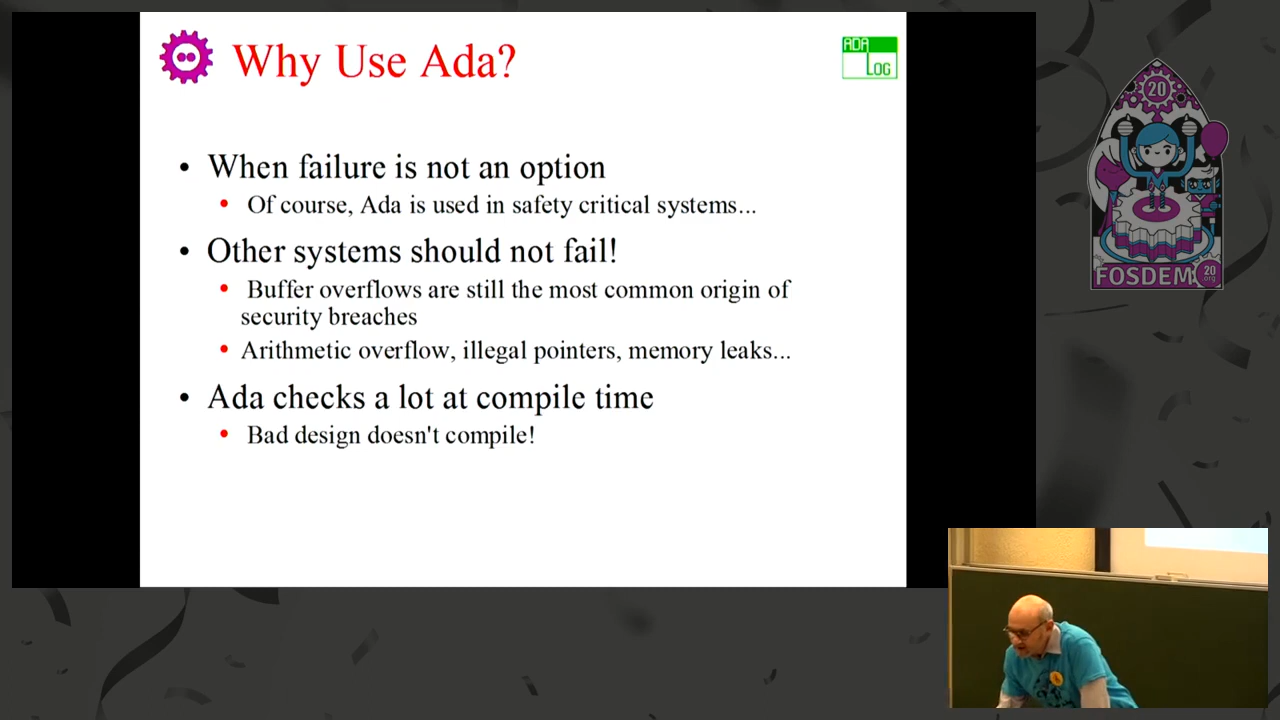 Why Use Ada?
ADA
LOG
• When failure is not an option
• Of course, Ada is used in safety critical systems...
• Other systems should not fail!
• Buffer overflows are still the most common origin of
security breaches
• Arithmetic overflow, illegal pointers, memory leaks...
• Ada checks a lot at compile time
• Bad design doesn't compile!
20
FOSDEM
20
.org